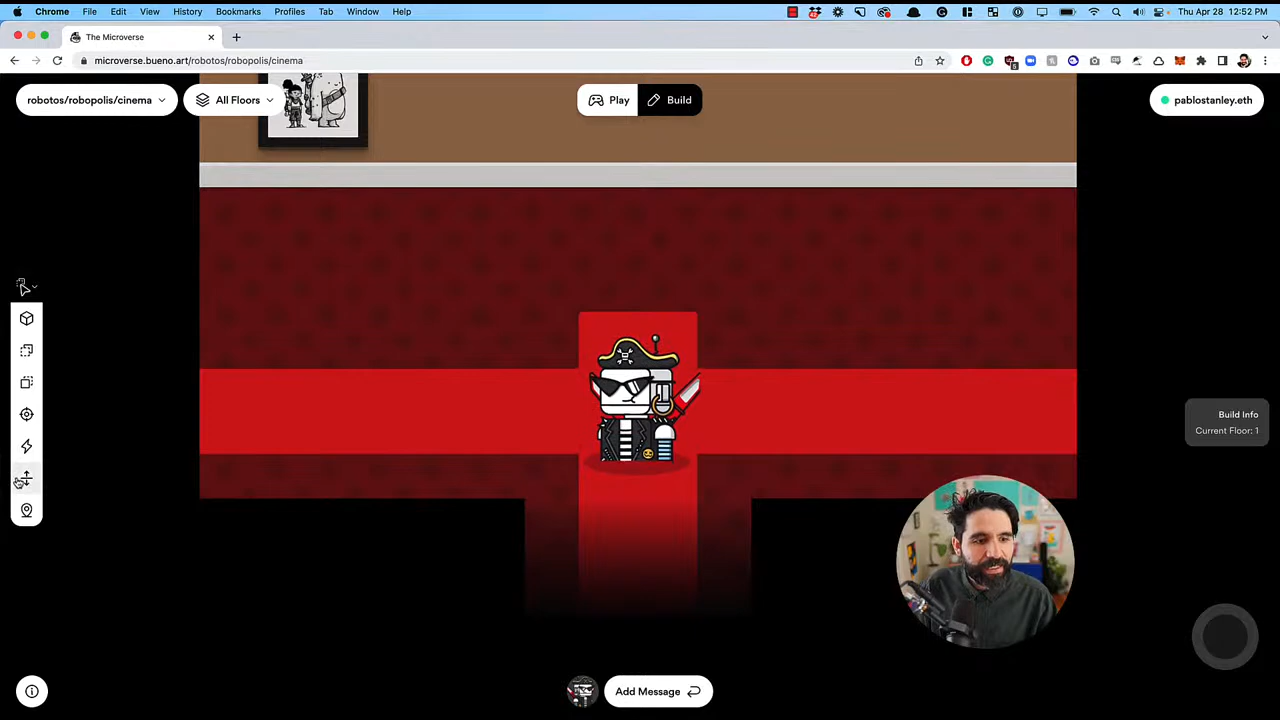 Chrome File Edit View History Bookmarks Profiles Tab Window Help
Thu Apr 28 12:52 PM
The Microverse
microverse.bueno.art/robotos/robopolis/cinema
robotos/robopolis/cinema
All Floors
Play
Build
pablostanley.eth
Build Info
Current Floor: 1
Add Message